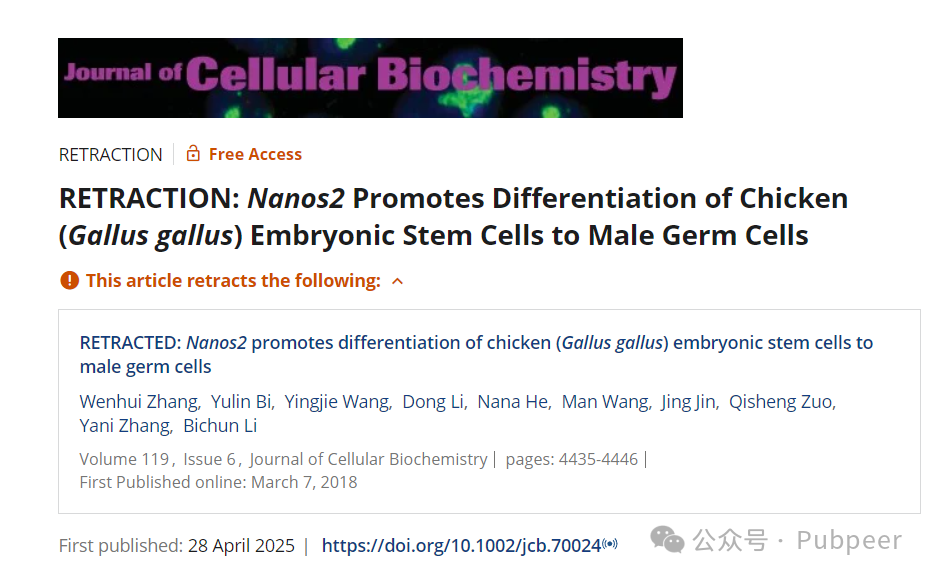 Journal of Cellular Biochemistry
RETRACTION | Free Access
RETRACTION: Nanos2 Promotes Differentiation of Chicken
(Gallus gallus) Embryonic Stem Cells to Male Germ Cells
This article retracts the following:
RETRACTED: Nanos2 promotes differentiation of chicken (Gallus gallus) embryonic stem cells to
male germ cells
Wenhui Zhang, Yulin Bi, Yingjie Wang, Dong Li, Nana He, Man Wang, Jing Jin, Qisheng Zuo,
Yani Zhang, Bichun Li
Volume 119, Issue 6, Journal of Cellular Biochemistry | pages: 4435-4446 |
First Published online: March 7, 2018
First published: 28 April 2025 | https://doi.org/10.1002/jcb.70024
公众号 · Pubpeer